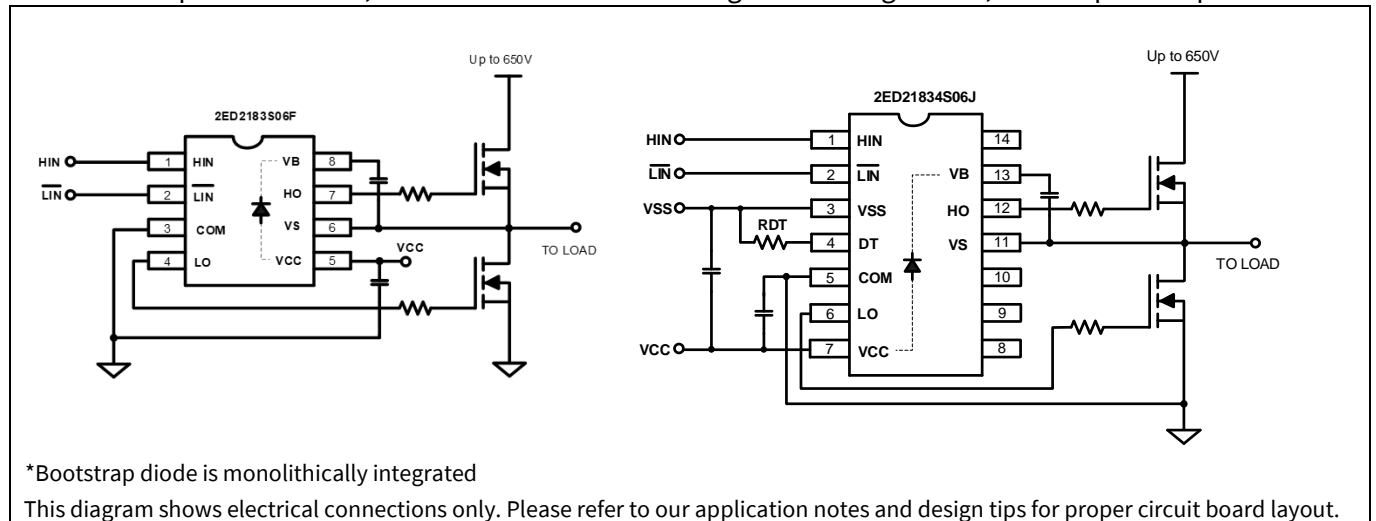 Up to 650V
2ED2183S06F
HIN
1
HIN
VB
8
LIN
2
LIN
HO
7
3
COM
VS
6
TO LOAD
4
LO
VCC
5
VCC
Up to 650V
2ED21834S06J
HIN
1
HIN
14
LIN
2
LIN
VB
13
VSS
3
VSS
HO
12
RDT
4
DT
VS
11
TO LOAD
5
COM
10
6
LO
9
VCC
7
VCC
8
*Bootstrap diode is monolithically integrated
This diagram shows electrical connections only. Please refer to our application notes and design tips for proper circuit board layout.